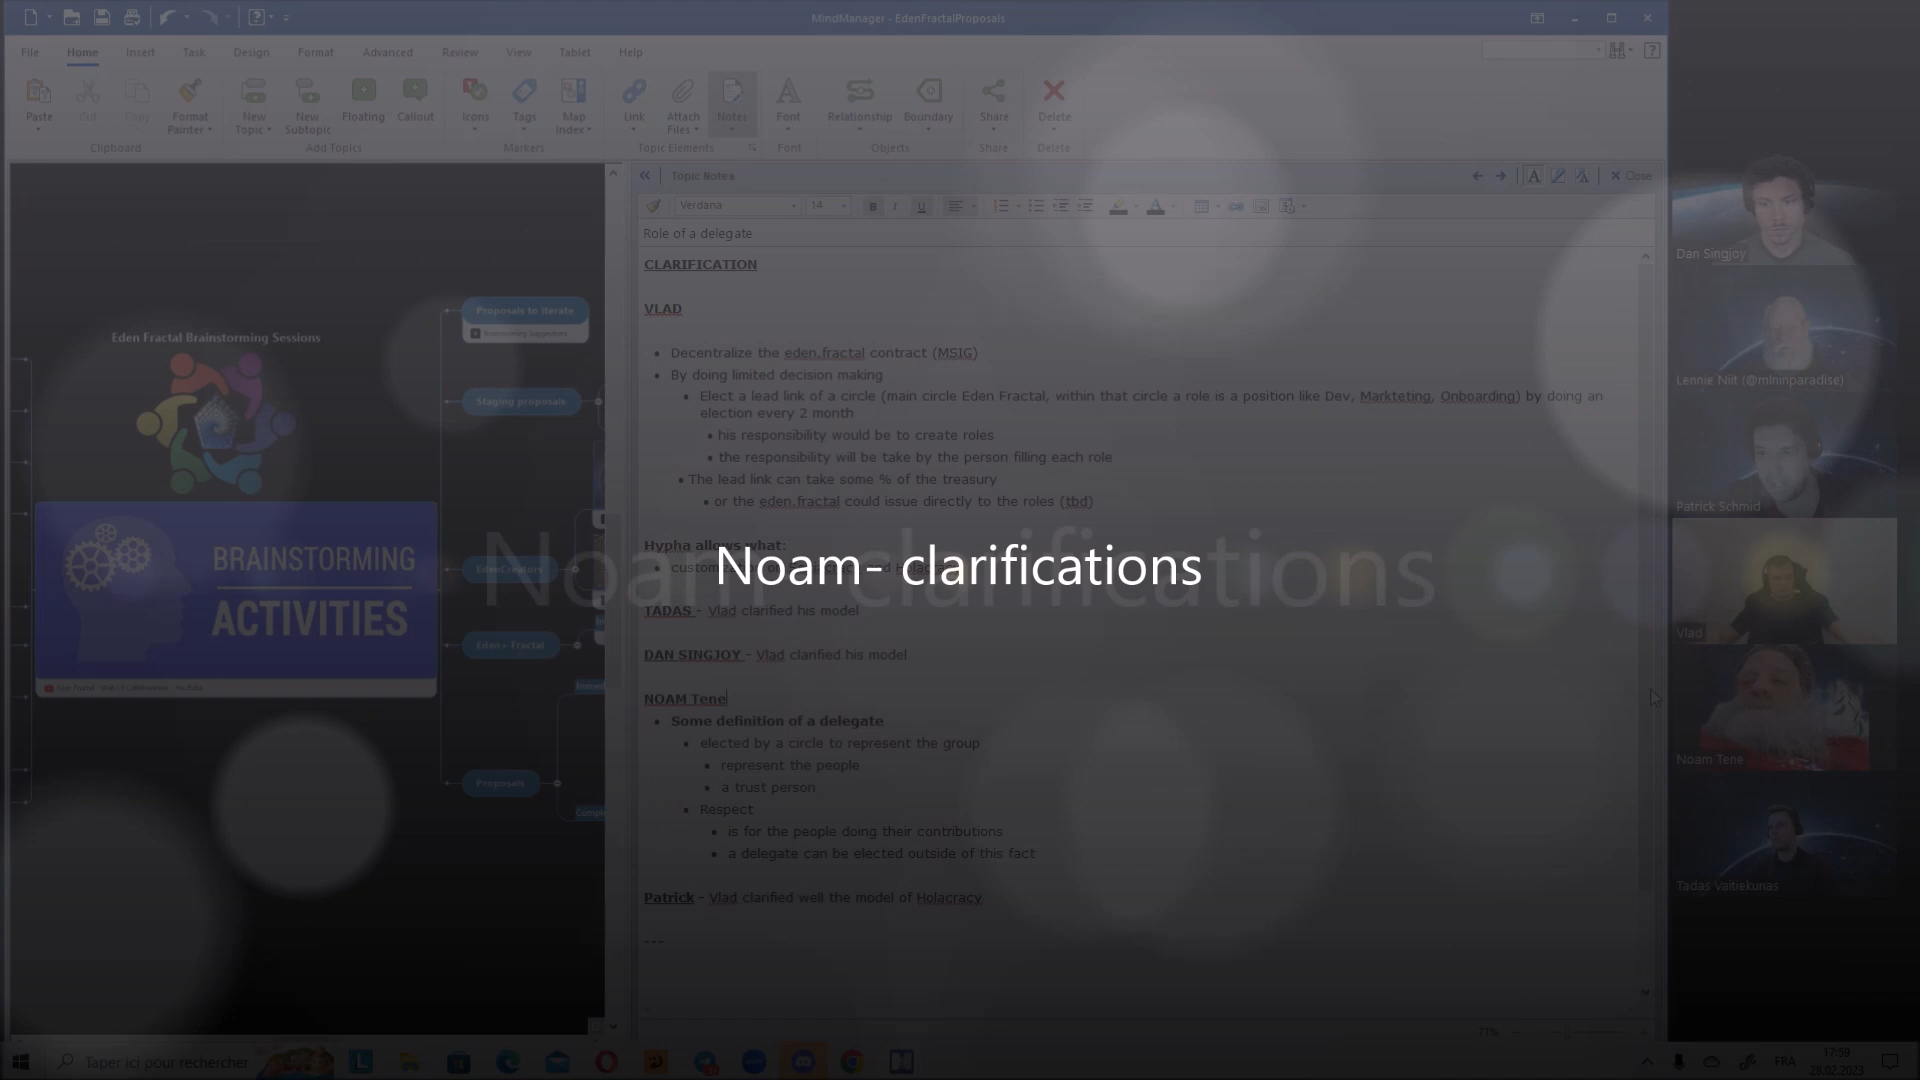 MindManager - EdenFractalProposals
File Home Insert Task Design Format Advanced Review View Tablet Help
Paste Cut Copy Format Painter New Topic New Subtopic Floating Callout Icons Tags Map Index Link Attach Files Notes Font Relationship Boundary Share Delete
Clipboard Add Topics Markers Topic Elements Font Objects Share Delete
Topic Notes Close
Verdana 14
Role of a delegate
CLARIFICATION
VLAD
Decentralize the eden.fractal contract (MSIG)
By doing limited decision making
Elect a lead link of a circle (main circle Eden Fractal, within that circle a role is a position like Dev, Markteting, Onboarding) by doing an
election every 2 month
his responsibility would be to create roles
the responsibility will be take by the person filling each role
The lead link can take some % of the treasury
or the eden.fractal could issue directly to the roles (tbd)
Hypha allows what:
Noam- clarifications
Noam- clarifications
TADAS - Vlad clarified his model
DAN SINGJOY - Vlad clarified his model
NOAM Tene
Some definition of a delegate
elected by a circle to represent the group
represent the people
a trust person
Respect
is for the people doing their contributions
a delegate can be elected outside of this fact
Patrick - Vlad clarified well the model of Holacracy
---
71%
Eden Fractal Brainstorming Sessions
BRAINSTORMING
ACTIVITIES
Proposals to iterate
Brainstorming Suggestions
Staging proposals
EdenCreators
Eden+ Fractal
Proposals
Dan Singjoy
Lennie Niit (@mlninparadise)
Patrick Schmid
Vlad
Noam Tene
Tadas Vaitiekunas
Taper ici pour rechercher
FRA
17:59
28.02.2023